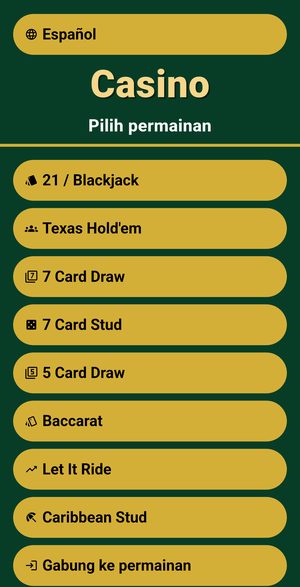 Español
Casino
Pilih permainan
21 / Blackjack
Texas Hold'em
7 Card Draw
7 Card Stud
5 Card Draw
Baccarat
Let It Ride
Caribbean Stud
Gabung ke permainan